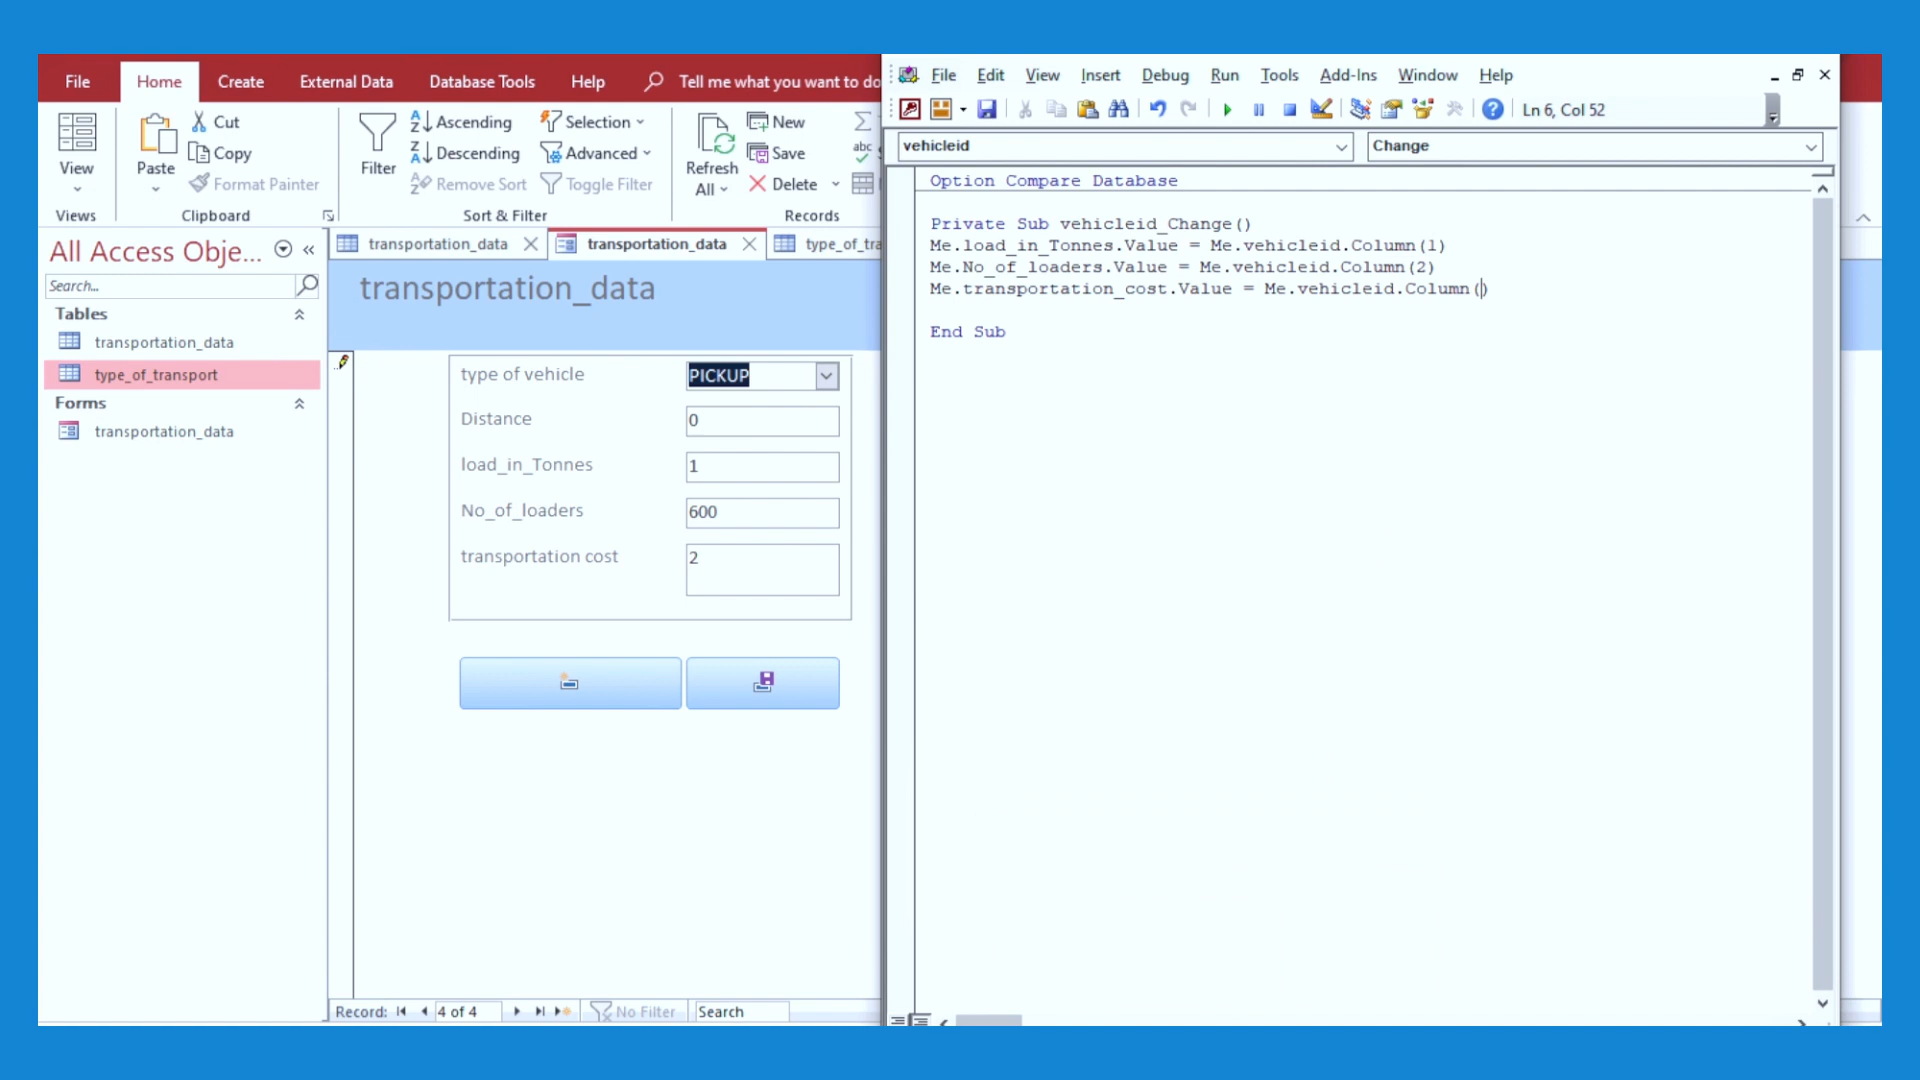 File Home Create External Data Database Tools Help Tell me what you want to do
View
Views
Paste
Cut
Copy
Format Painter
Clipboard
Filter
Ascending
Descending
Remove Sort
Selection
Advanced
Toggle Filter
Sort & Filter
Refresh
All
New
Save
Delete
Records
All Access Obje...
Search...
Tables
transportation_data
type_of_transport
Forms
transportation_data
transportation_data transportation_data type_of_tra
transportation_data
type of vehicle PICKUP
Distance 0
load_in_Tonnes 1
No_of_loaders 600
transportation cost 2
Record: 4 of 4 No Filter Search
File Edit View Insert Debug Run Tools Add-Ins Window Help
Ln 6, Col 52
vehicleid Change
Option Compare Database
Private Sub vehicleid_Change()
Me.load_in_Tonnes.Value = Me.vehicleid.Column(1)
Me.No_of_loaders.Value = Me.vehicleid.Column(2)
Me.transportation_cost.Value = Me.vehicleid.Column()
End Sub